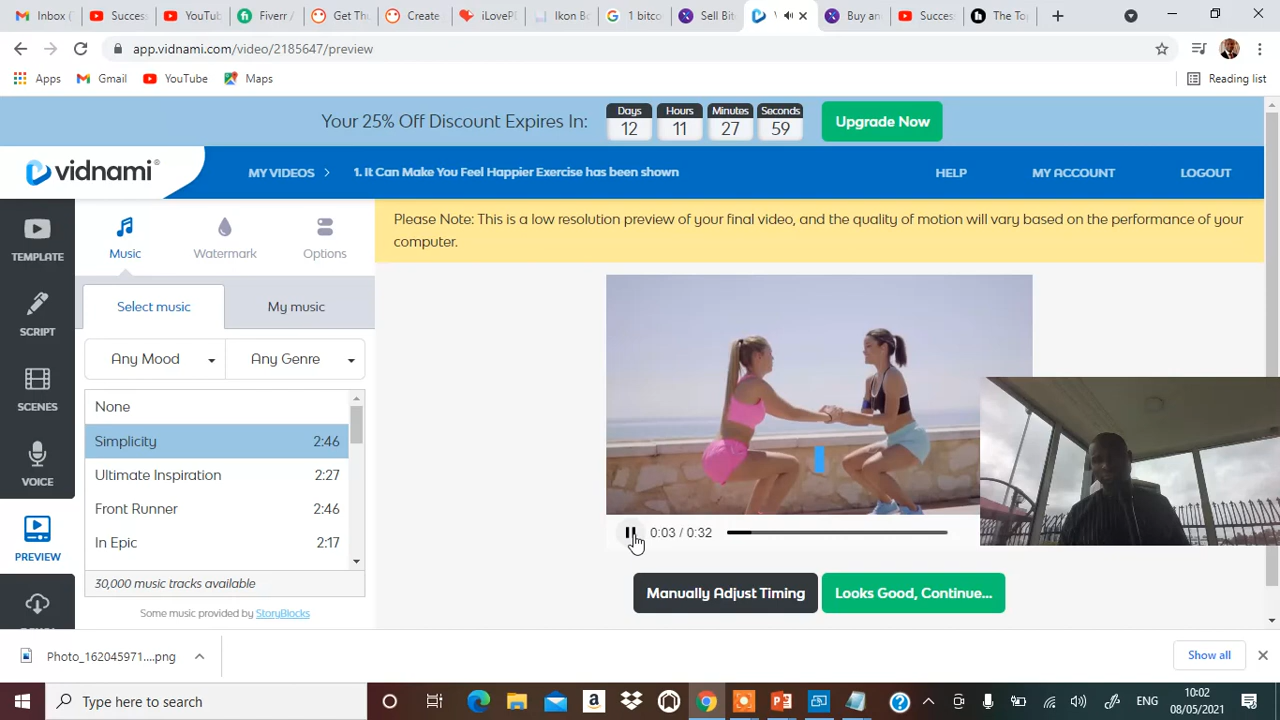 Inbox (
Succes
YouTub
Fiverr /
Get Th
Create
iLovePl
Ikon Bo
1 bitco
Sell Bit
Buy an
Succes
The To
app.vidnami.com/video/2185647/preview
Apps
Gmail
YouTube
Maps
Reading list
Your 25% Off Discount Expires In:
Days
Hours
Minutes
Seconds
12
11
27
59
Upgrade Now
vidnami®
MY VIDEOS >
1. It Can Make You Feel Happier Exercise has been shown
HELP
MY ACCOUNT
LOGOUT
TEMPLATE
SCRIPT
SCENES
VOICE
PREVIEW
Music
Watermark
Options
Select music
My music
Any Mood
Any Genre
None
Simplicity 2:46
Ultimate Inspiration 2:27
Front Runner 2:46
In Epic 2:17
30,000 music tracks available
Some music provided by StoryBlocks
Please Note: This is a low resolution preview of your final video, and the quality of motion will vary based on the performance of your
computer.
0:03 / 0:32
Manually Adjust Timing
Looks Good, Continue...
Photo_162045971....png
Show all
Type here to search
ENG
10:02
08/05/2021